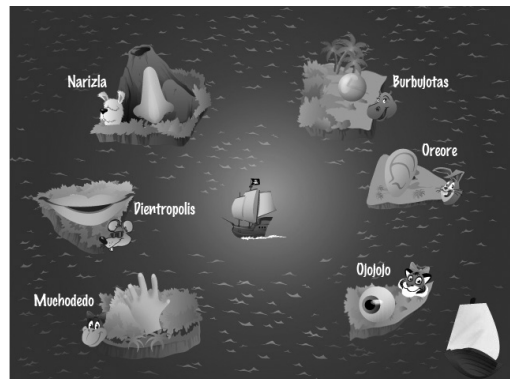 Narizla
Burbujotas
Oreore
Dientropolis
Ojojojo
Muchodedo